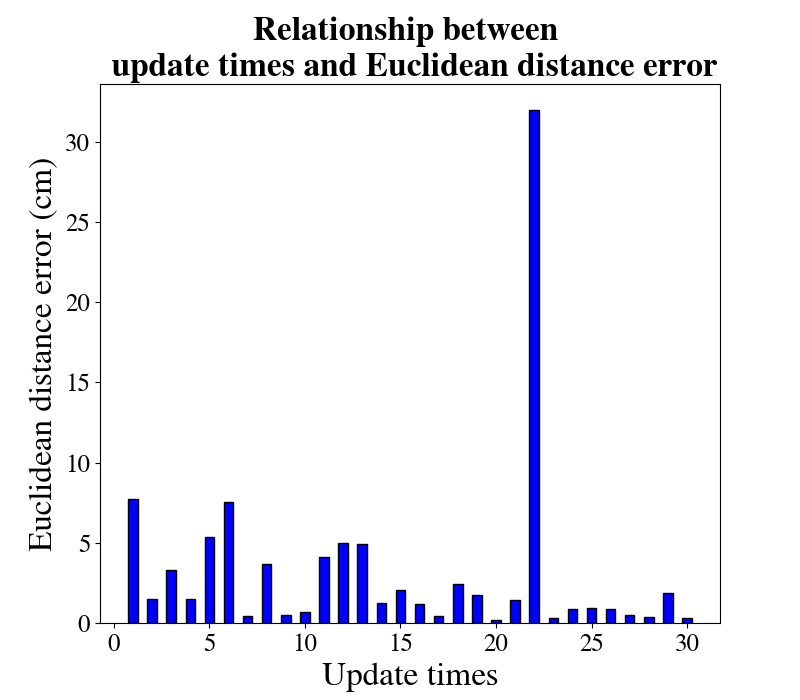 Relationship between
update times and Euclidean distance error
Euclidean distance error (cm)
30
25
20
15
10
5
0
0 5 10 15 20 25 30
Update times